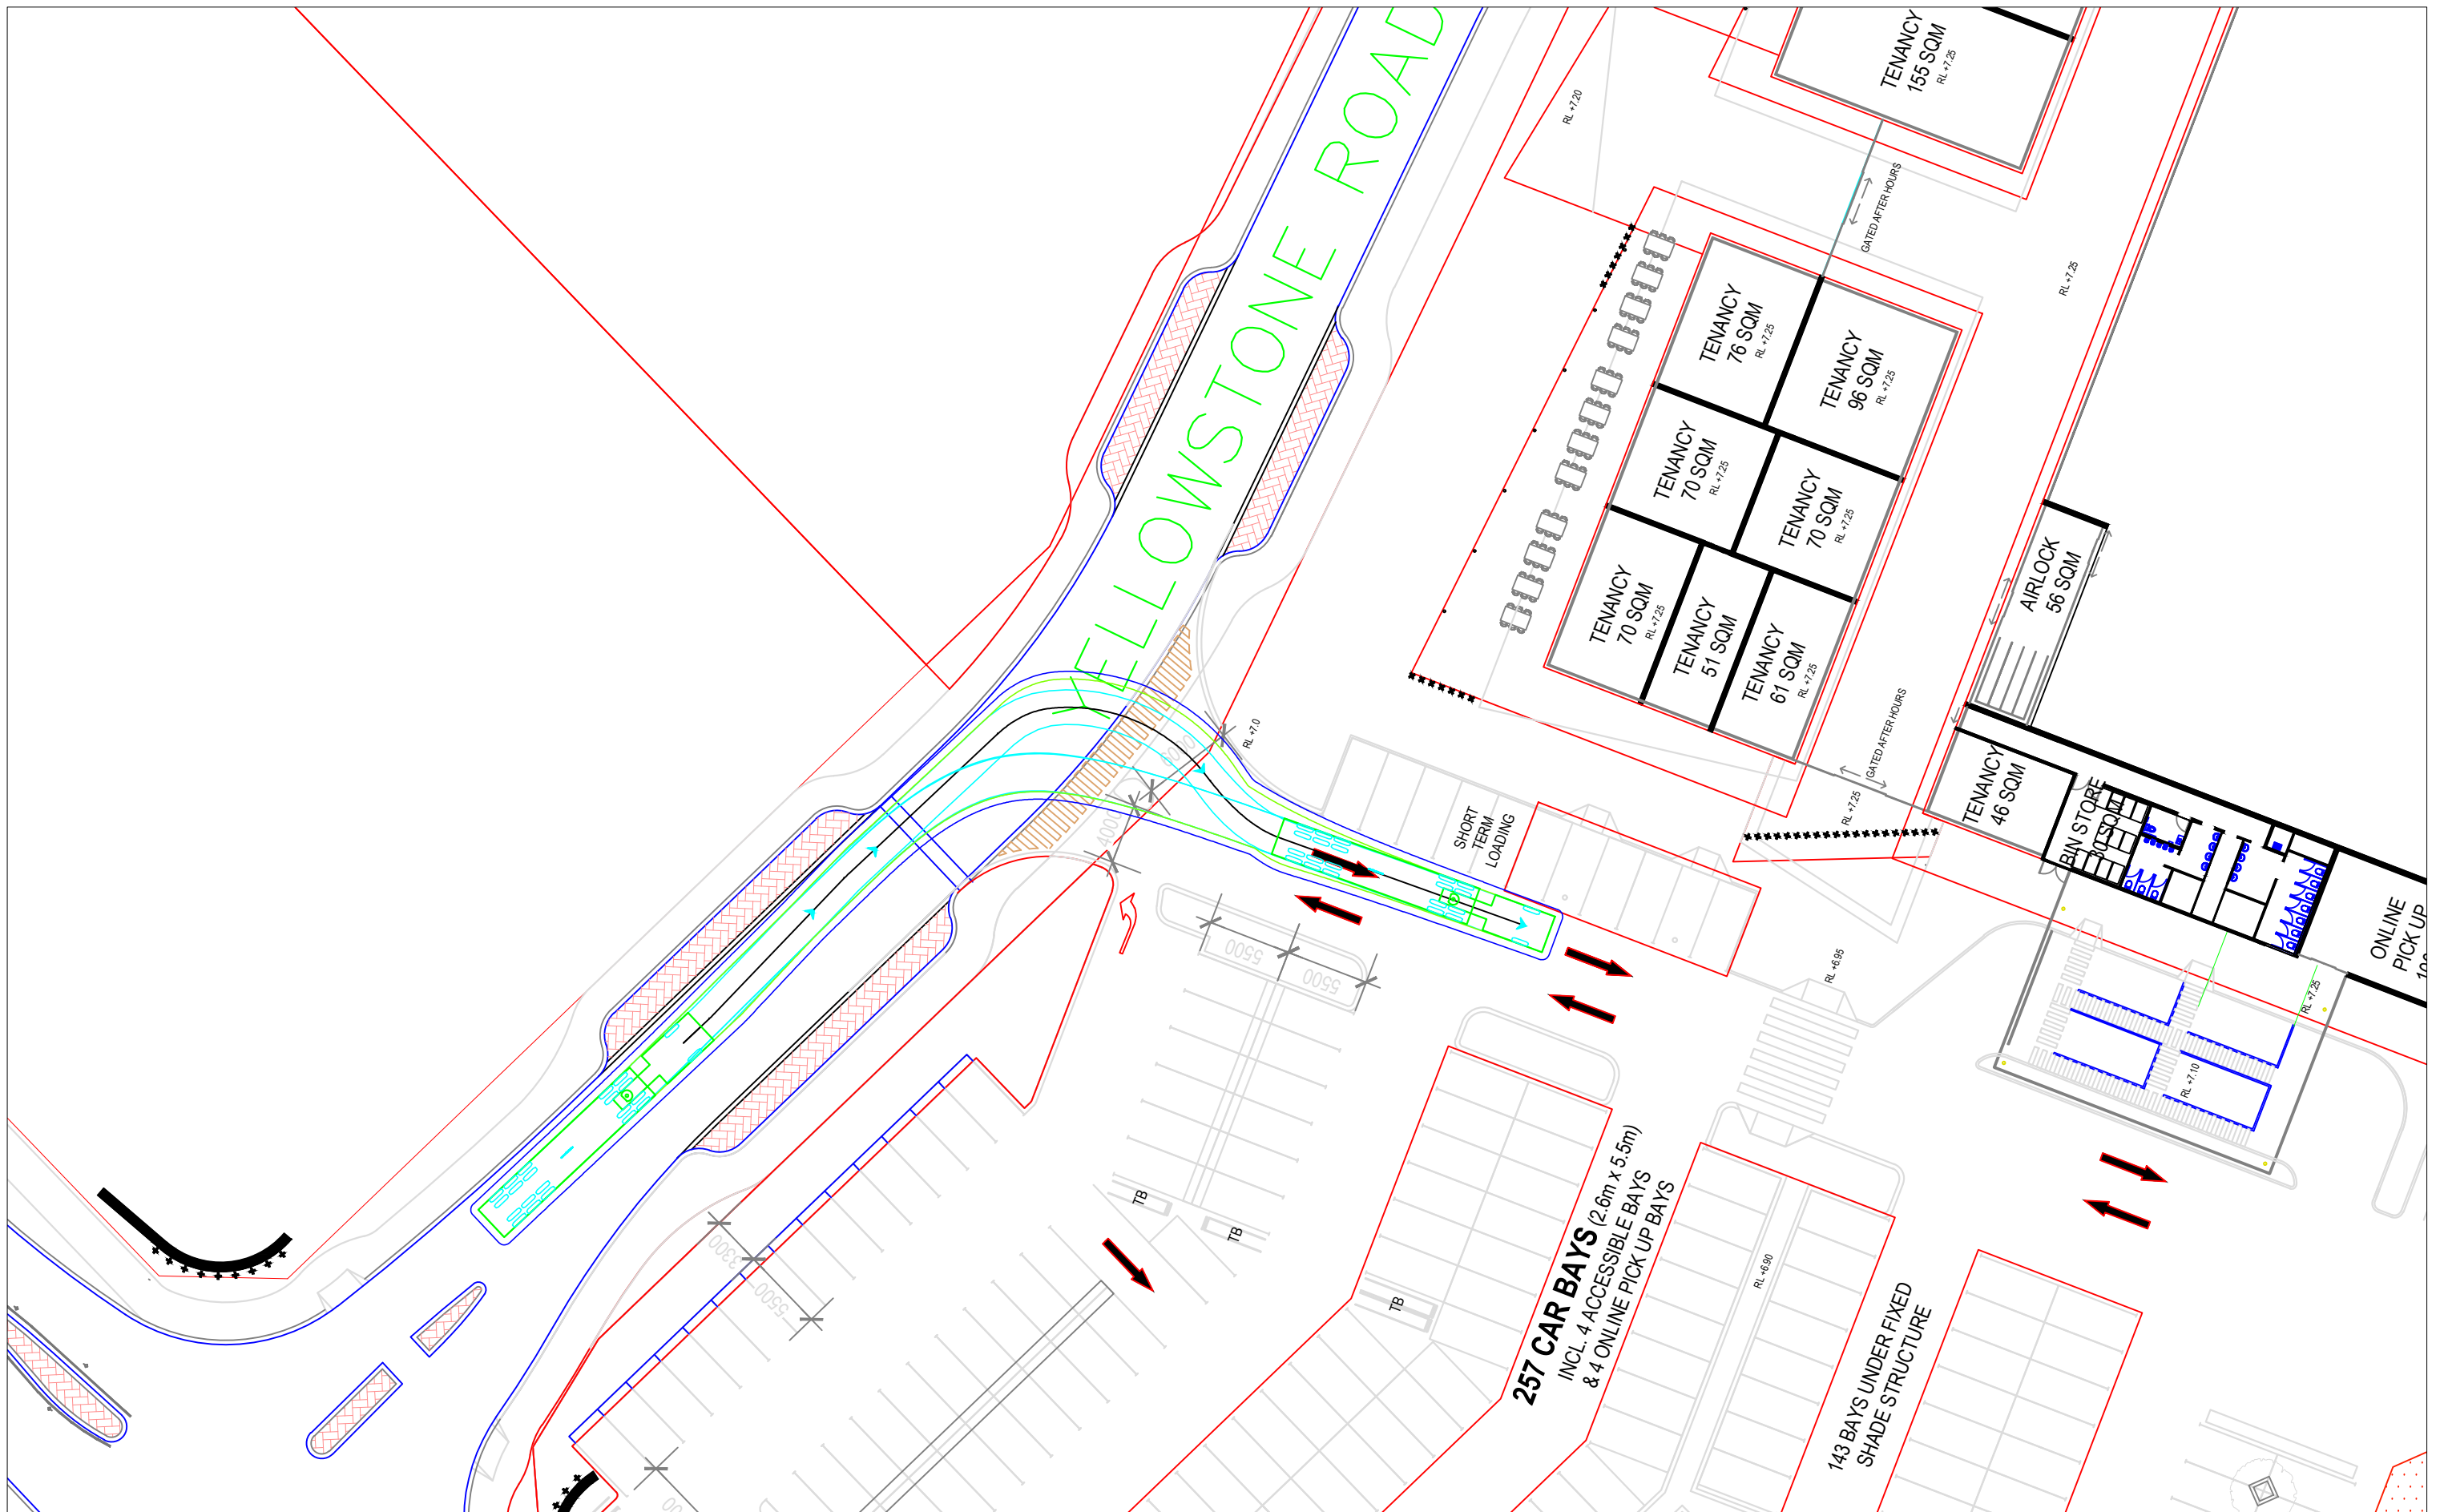 YELLOWSTONE ROAD
TENANCY
155 SQM
RL +7.25
RL +7.20
GATED AFTER HOURS
RL +7.25
TENANCY
76 SQM
RL +7.25
TENANCY
96 SQM
RL +7.25
TENANCY
70 SQM
RL +7.25
TENANCY
70 SQM
RL +7.25
TENANCY
70 SQM
RL +7.25
TENANCY
51 SQM
TENANCY
61 SQM
RL +7.25
AIRLOCK
56 SQM
GATED AFTER HOURS
RL +7.25
RL +7.0
TENANCY
46 SQM
BIN STORE
30 SQM
ONLINE
PICK UP
SHORT
TERM
LOADING
6000
4000
5500
5500
RL +6.95
RL +7.25
RL +7.10
TB
TB
TB
3300
5500
257 CAR BAYS (2.6m x 5.5m)
INCL. 4 ACCESSIBLE BAYS
& 4 ONLINE PICK UP BAYS
RL +6.90
143 BAYS UNDER FIXED
SHADE STRUCTURE